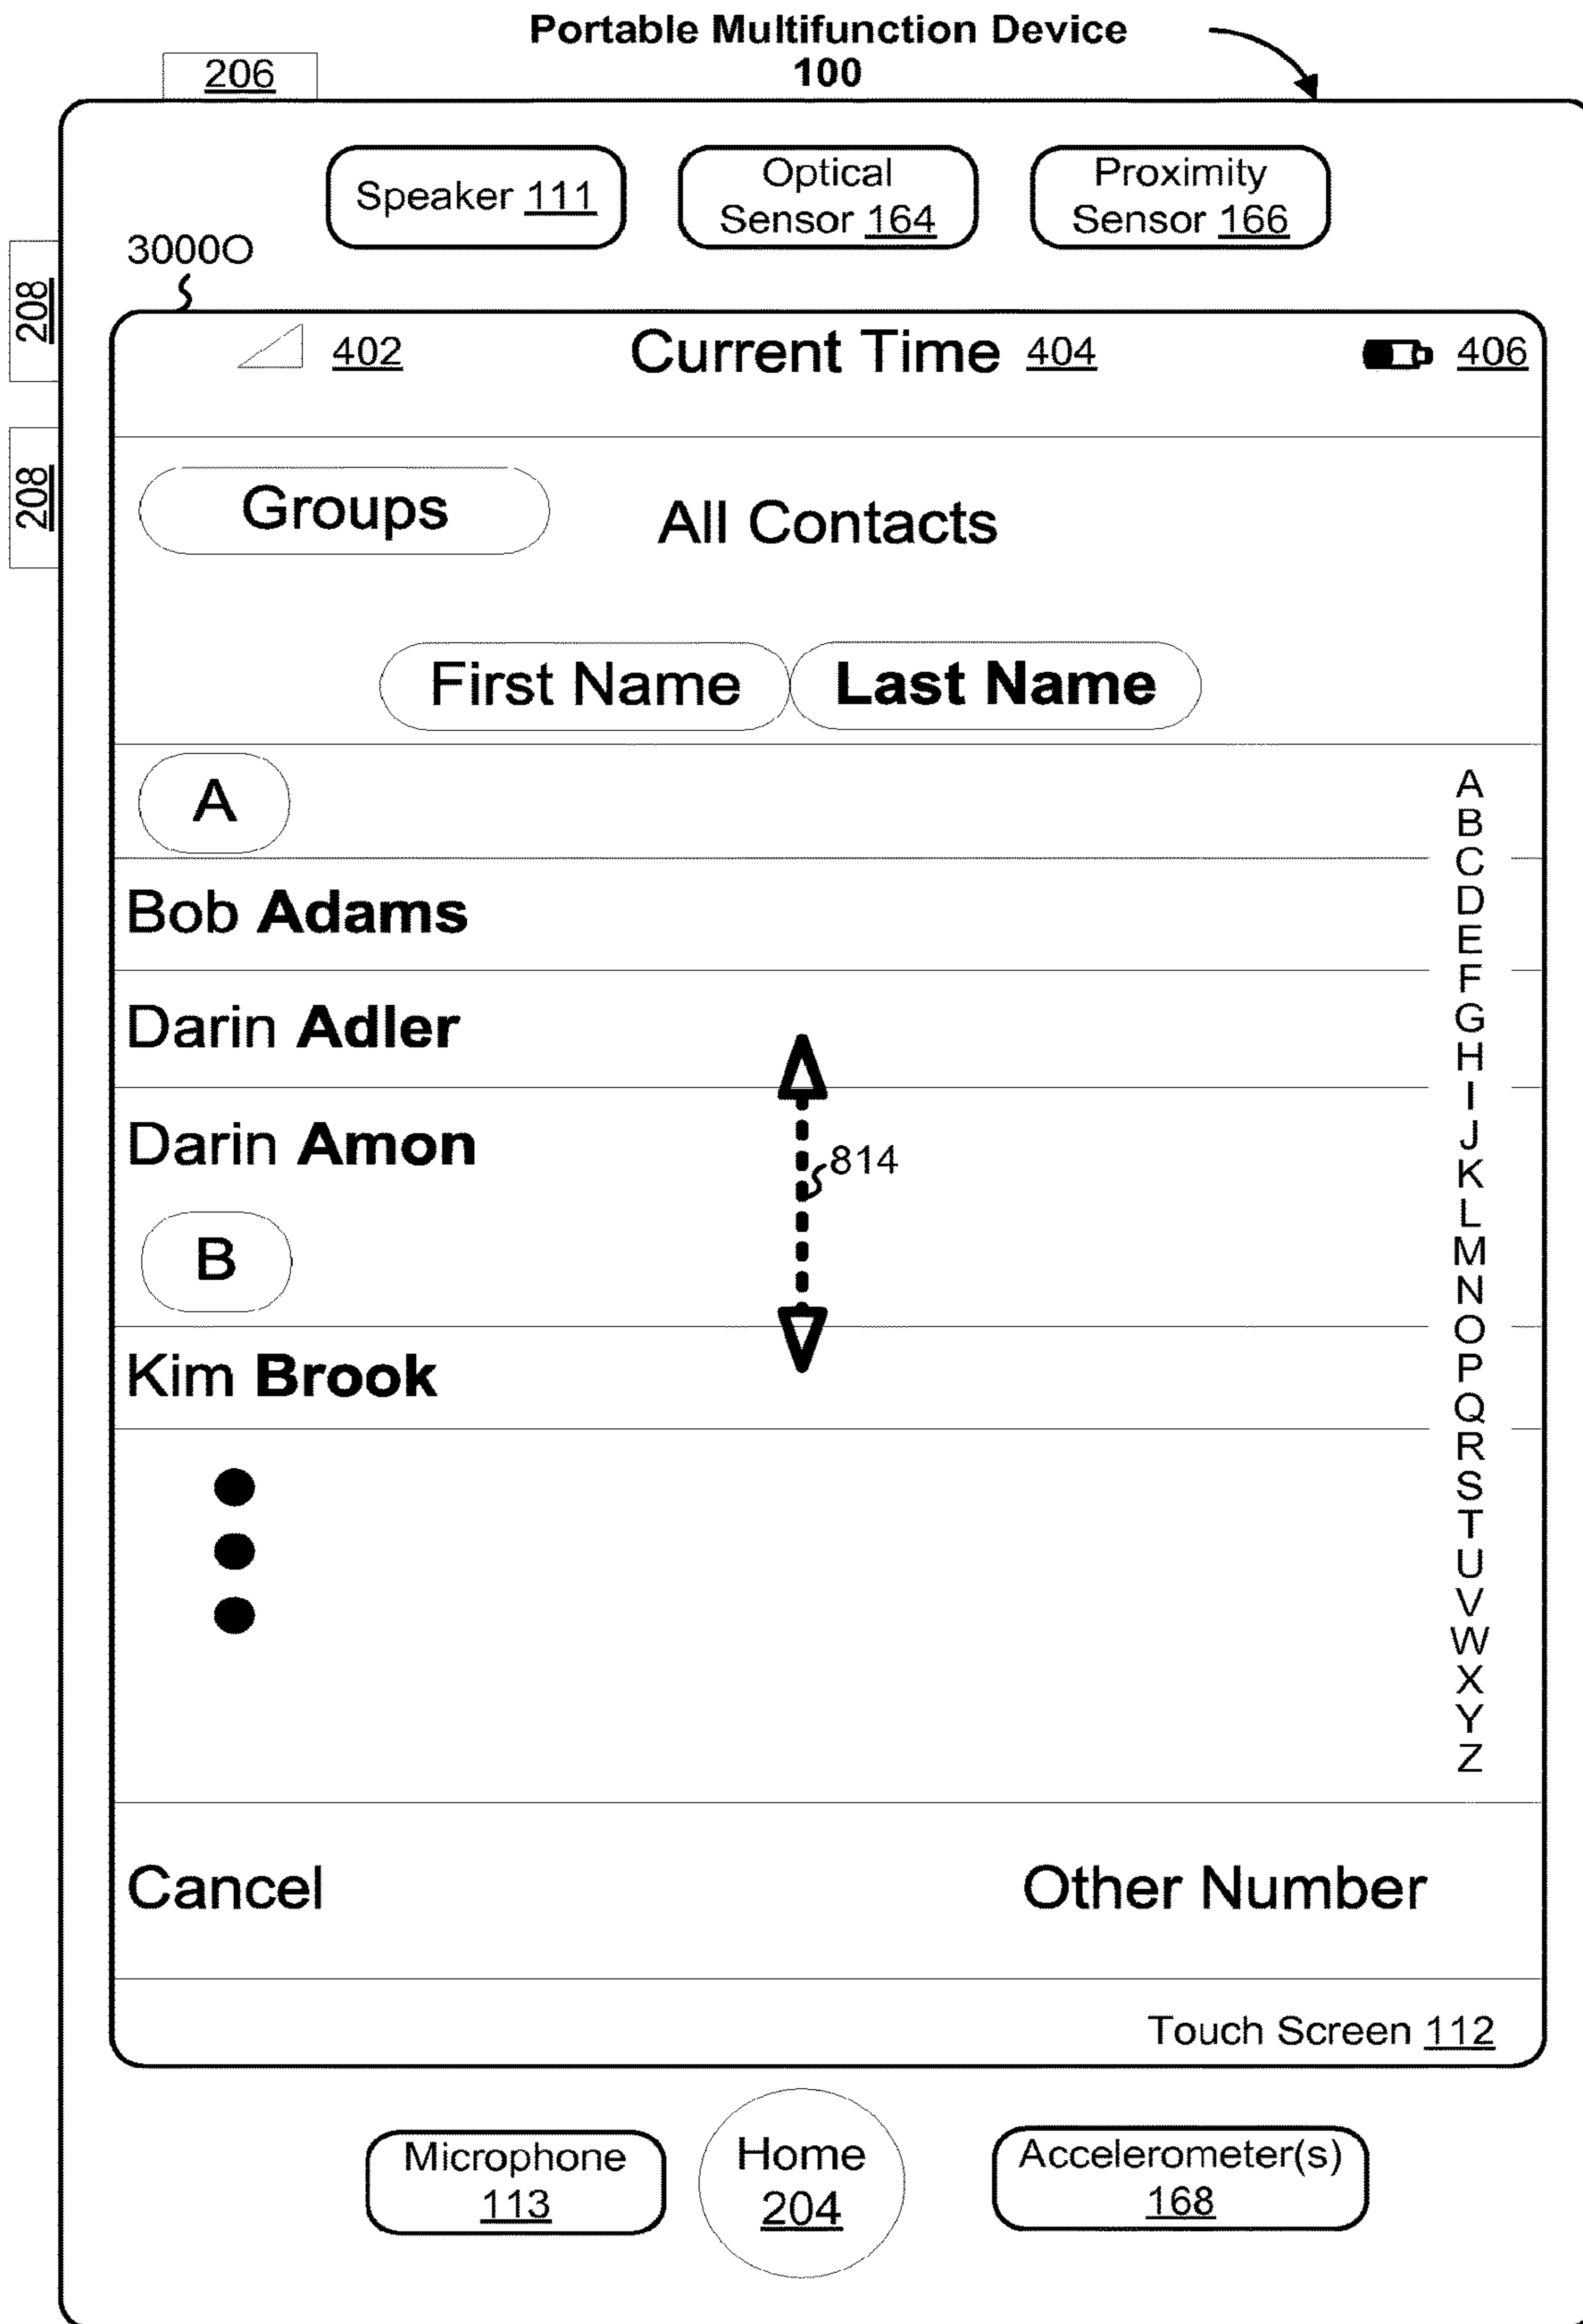 Portable Multifunction Device
100
206
Speaker 111
Optical
Sensor 164
Proximity
Sensor 166
3000O
208
208
402
Current Time 404
406
Groups
All Contacts
First Name
Last Name
A
Bob Adams
Darin Adler
Darin Amon
814
B
Kim Brook
A
B
C
D
E
F
G
H
I
J
K
L
M
N
O
P
Q
R
S
T
U
V
W
X
Y
Z
Cancel
Other Number
Touch Screen 112
Microphone
113
Home
204
Accelerometer(s)
168